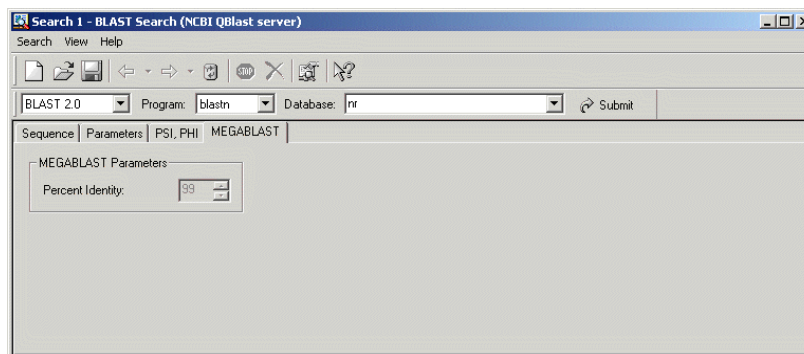 Search 1 - BLAST Search (NCBI QBlast server)
Search View Help
STOP
BLAST 2.0 Program: blastn Database: nr Submit
Sequence Parameters PSI, PHI MEGABLAST
MEGABLAST Parameters
Percent Identity: 99